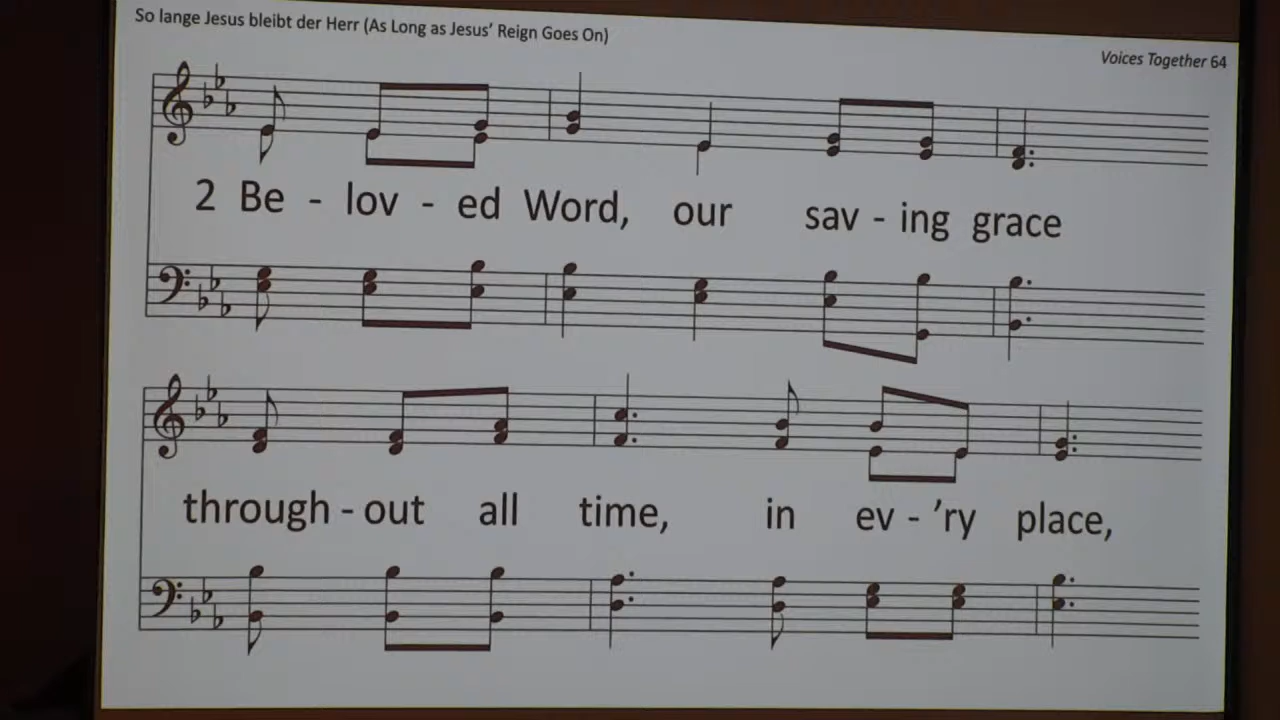 So lange Jesus bleibt der Herr (As Long as Jesus' Reign Goes On)
Voices Together 64
2 Be - lov - ed Word, our sav - ing grace
through - out all time, in ev - 'ry place,